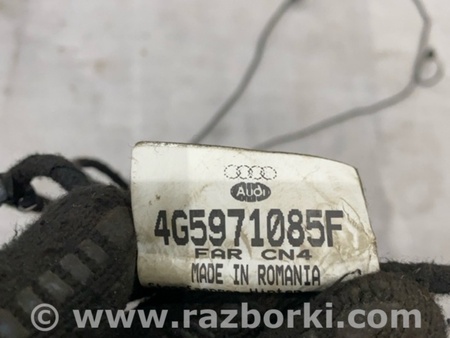 Audi
4G5971085F
FAR CN4
MADE IN ROMANIA
© www.razborki.com